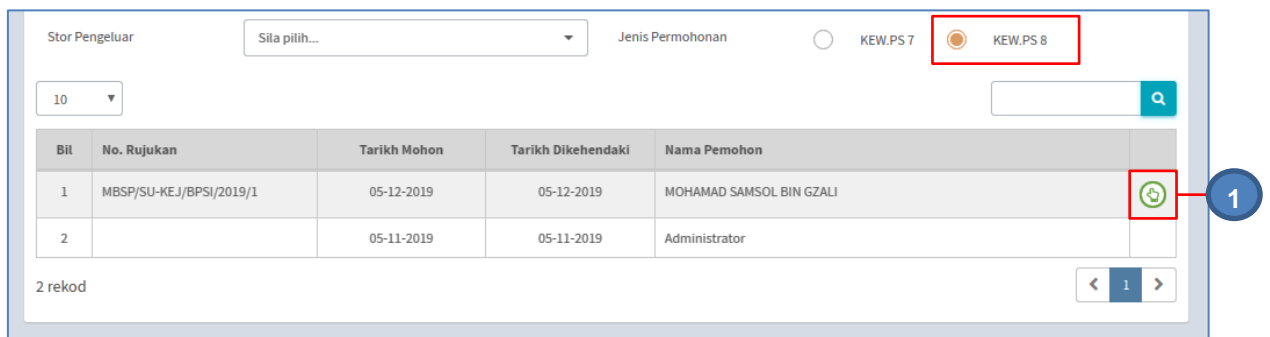 Stor Pengeluar Sila pilih... Jenis Permohonan KEW.PS 7 KEW.PS 8
10
Bil No. Rujukan Tarikh Mohon Tarikh Dikehendaki Nama Pemohon
1 MBSP/SU-KEJ/BPSI/2019/1 05-12-2019 05-12-2019 MOHAMAD SAMSOL BIN GZALI 1
2 05-11-2019 05-11-2019 Administrator
2 rekod 1